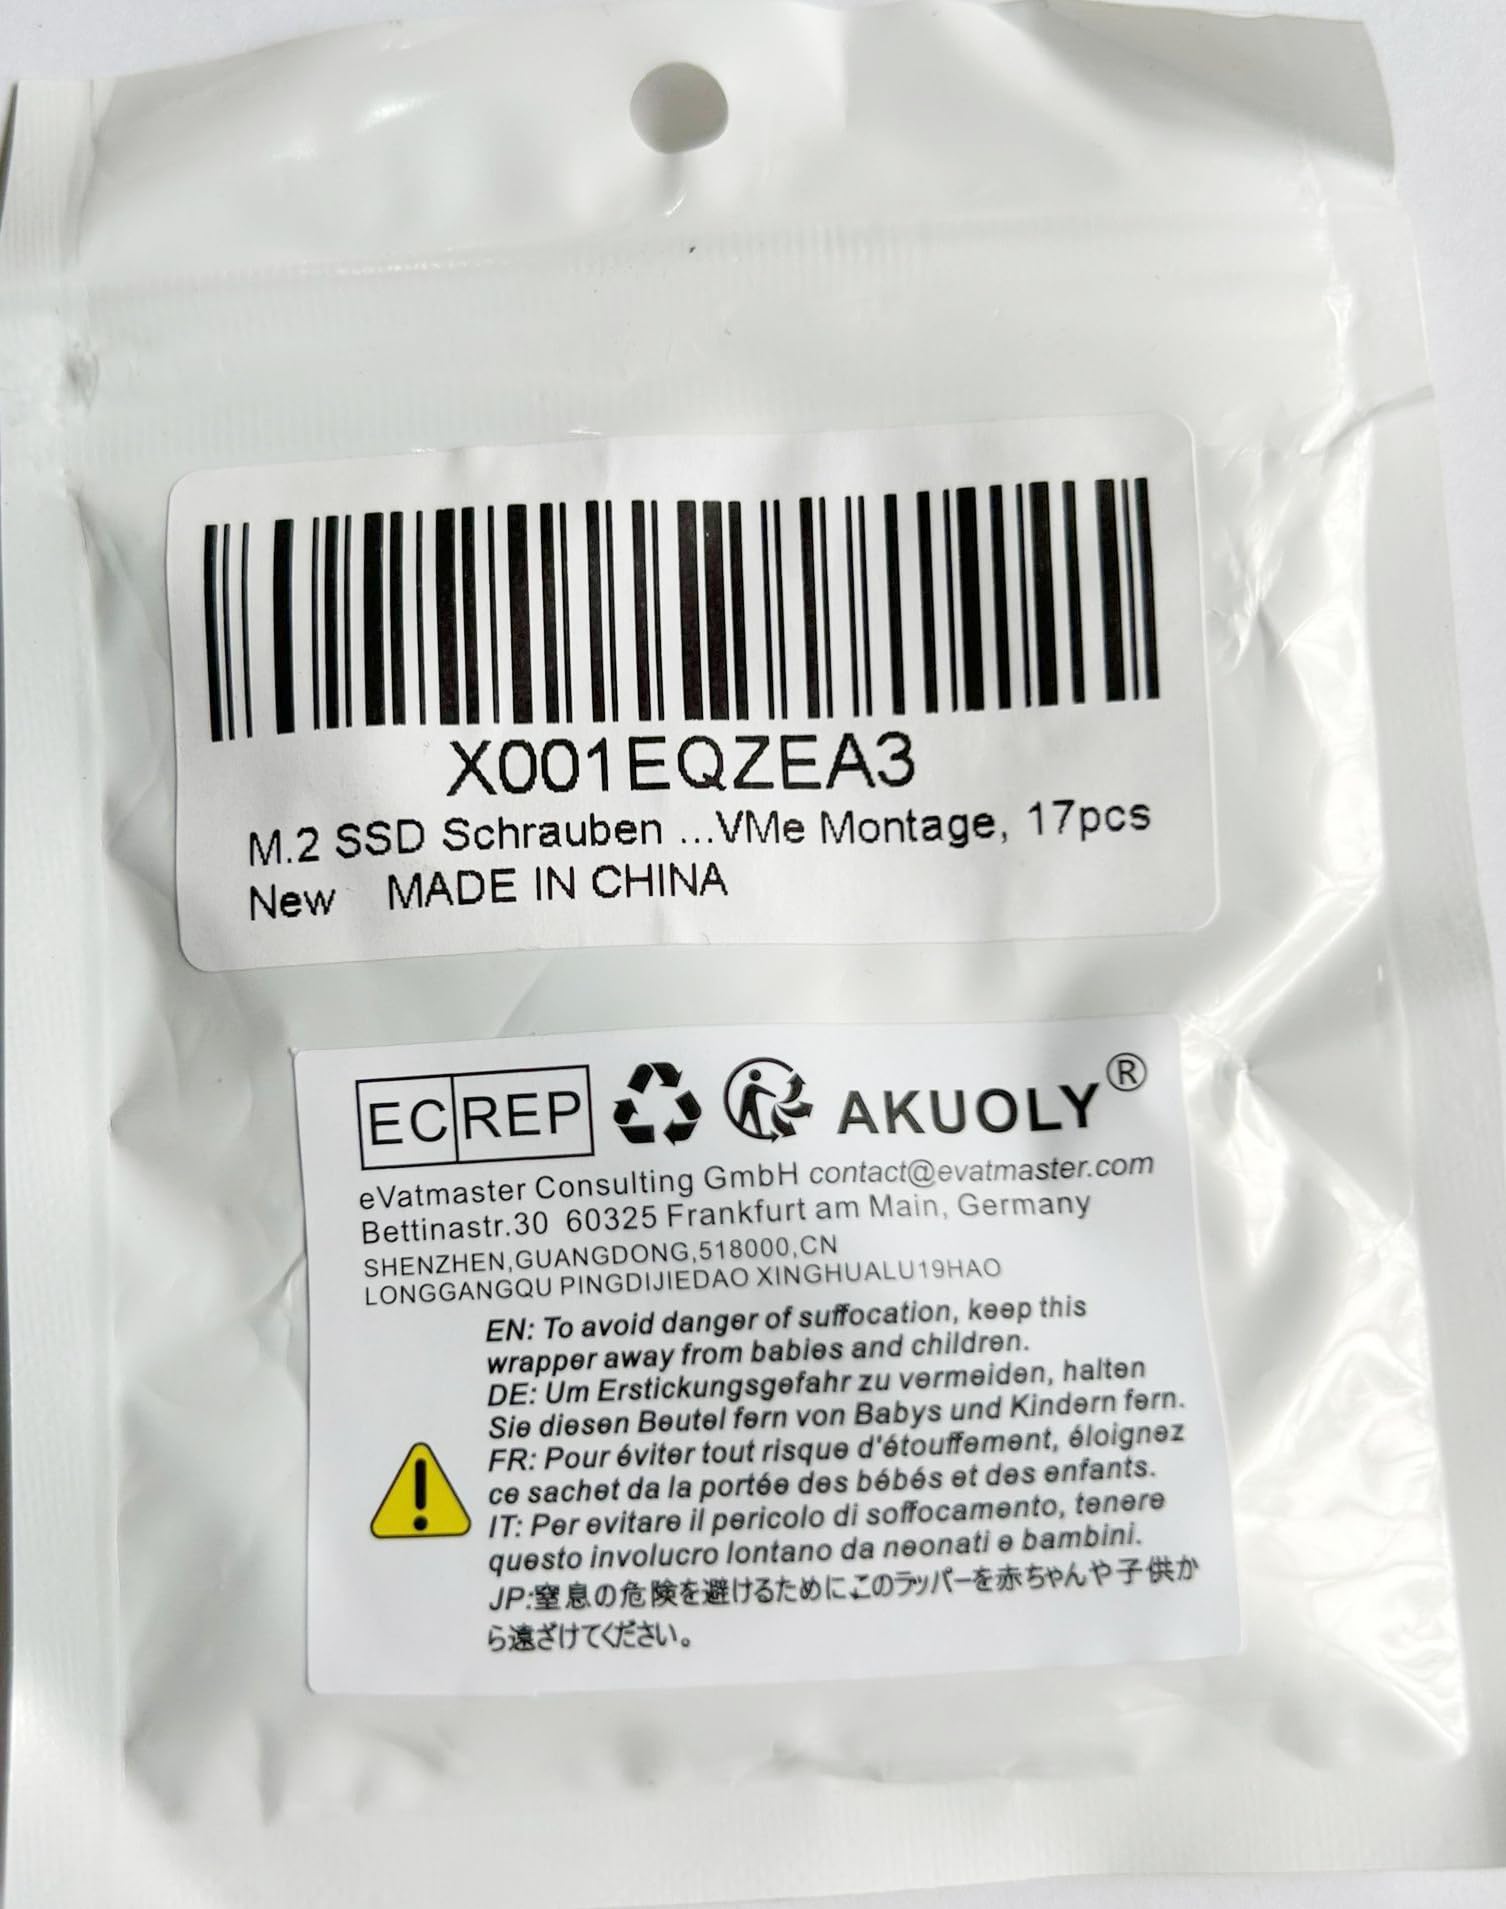 X001EQZEA3
M.2 SSD Schrauben ...VMe Montage, 17pcs
New MADE IN CHINA
EC REP AKUOLY®
eVatmaster Consulting GmbH contact@evatmaster.com
Bettinastr.30 60325 Frankfurt am Main, Germany
SHENZHEN,GUANGDONG,518000,CN
LONGGANGQU PINGDIJIEDAO XINGHUALU19HAO
EN: To avoid danger of suffocation, keep this
wrapper away from babies and children.
DE: Um Erstickungsgefahr zu vermeiden, halten
Sie diesen Beutel fern von Babys und Kindern fern.
FR: Pour éviter tout risque d'étouffement, éloignez
ce sachet da la portée des bébés et des enfants.
IT: Per evitare il pericolo di soffocamento, tenere
questo involucro lontano da neonati e bambini.
JP:窒息の危険を避けるためにこのラッパーを赤ちゃんや子供か
ら遠ざけてください。